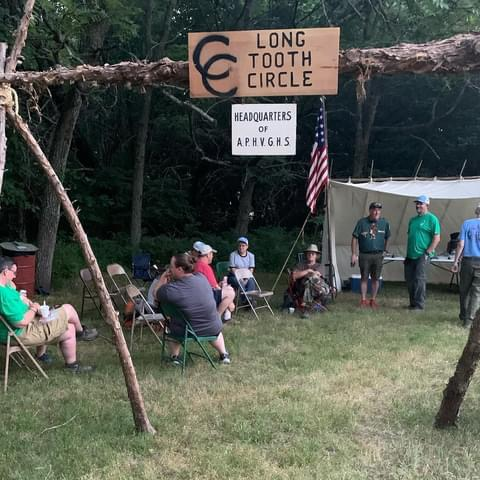 CC LONG
TOOTH
CIRCLE
HEADQUARTERS
OF
A.P.H.V.G.H.S.